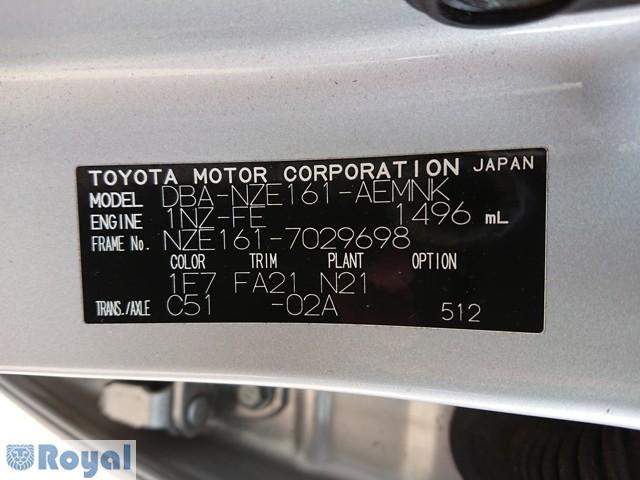 TOYOTA MOTOR CORPORATION JAPAN
MODEL DBA-NZE161-AEMNK
ENGINE 1NZ-FE 1496 mL
FRAME No. NZE161-7029698
COLOR TRIM PLANT OPTION
1F7 FA21 N21
TRANS./AXLE C51 -02A 512
Royal